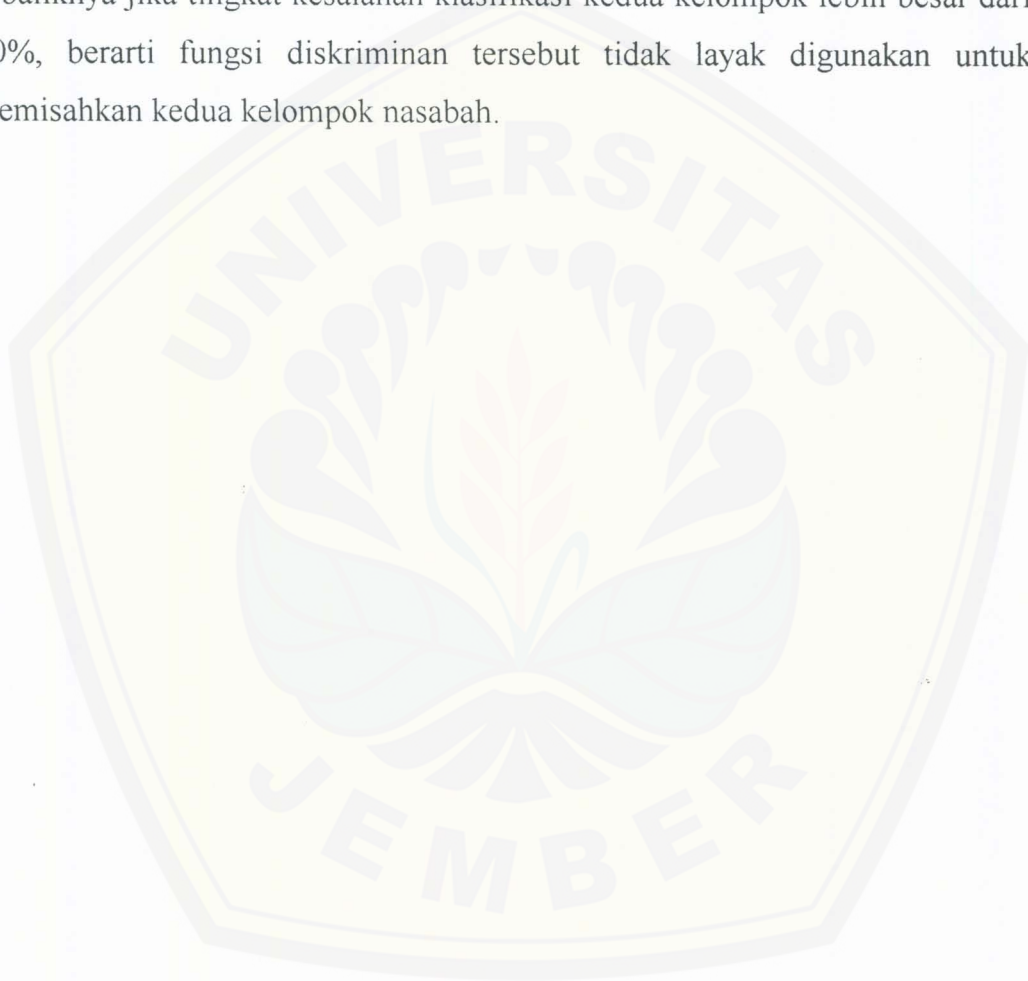 baliknya jika tingkat kesalahan klasifikasi kedua kelompok lebih besar dari
0%, berarti fungsi diskriminan tersebut tidak layak digunakan untuk
emisahkan kedua kelompok nasabah.
UNIVERSITAS
JEMBER